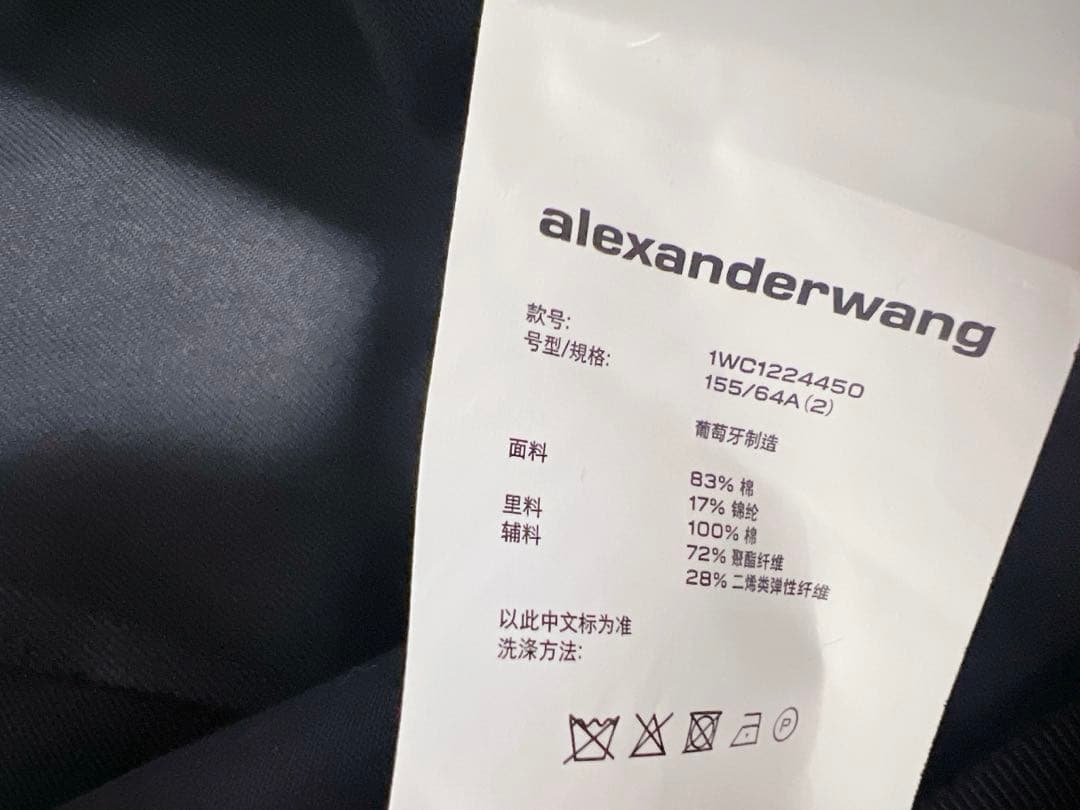 alexanderwang
款号: 1WC1224450
号型/规格: 155/64A(2)
葡萄牙制造
面料 83% 棉
17% 锦纶
里料 100% 棉
辅料 72% 聚酯纤维
28% 二烯类弹性纤维
以此中文标为准
洗涤方法:
P